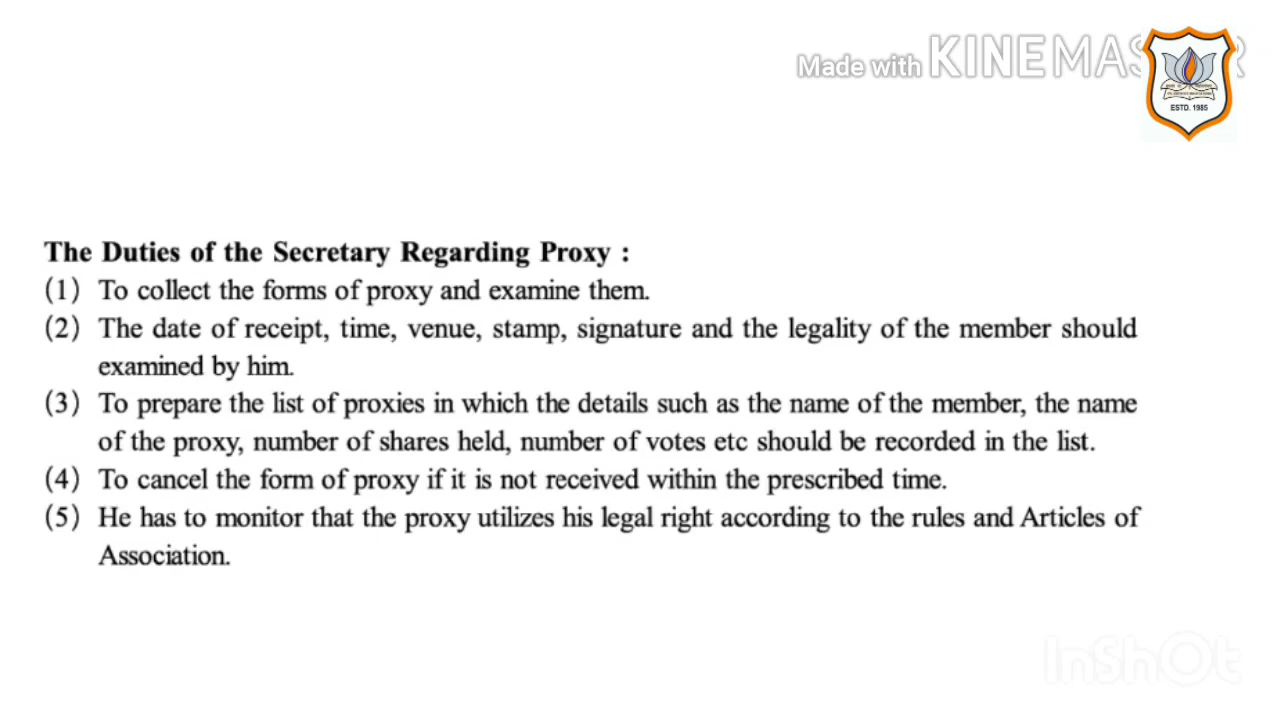 Made with KINEMAS
ESTD. 1985
The Duties of the Secretary Regarding Proxy :
(1) To collect the forms of proxy and examine them.
(2) The date of receipt, time, venue, stamp, signature and the legality of the member should
examined by him.
(3) To prepare the list of proxies in which the details such as the name of the member, the name
of the proxy, number of shares held, number of votes etc should be recorded in the list.
(4) To cancel the form of proxy if it is not received within the prescribed time.
(5) He has to monitor that the proxy utilizes his legal right according to the rules and Articles of
Association.
InShOt